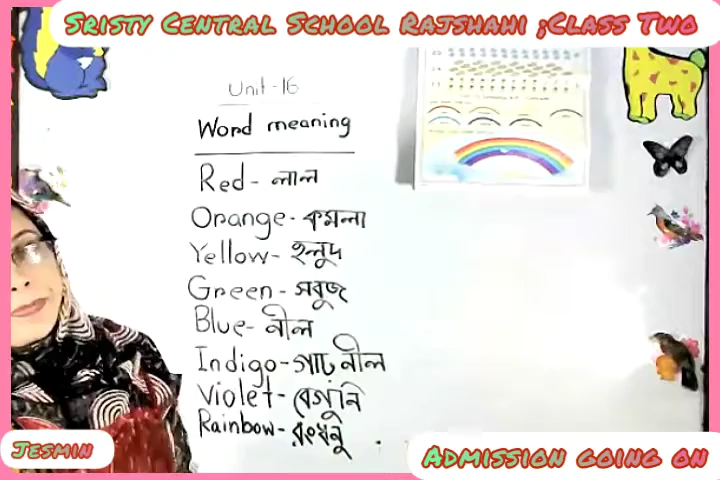 Sristy Central School Rajshahi ;Class Two
Unit-16
Word meaning
Red- লাল
Orange- কমলা
Yellow- হলুদ
Green- সবুজ
Blue- নীল
Indigo- গাঢ় নীল
Violet- বেগুনি
Rainbow- রংধনু
Jesmin
Admission going on